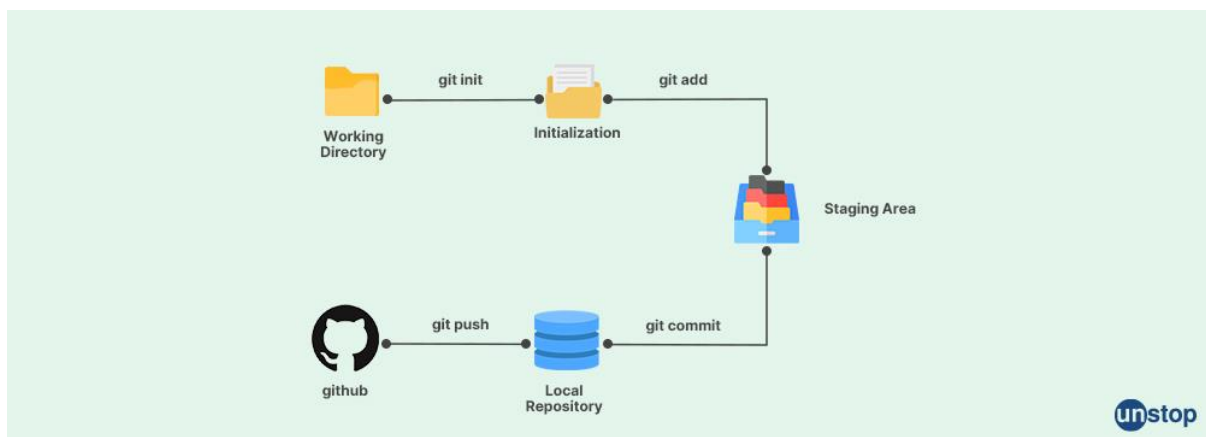 git init
git add
Working
Directory
Initialization
Staging Area
git push
git commit
github
Local
Repository
unstop